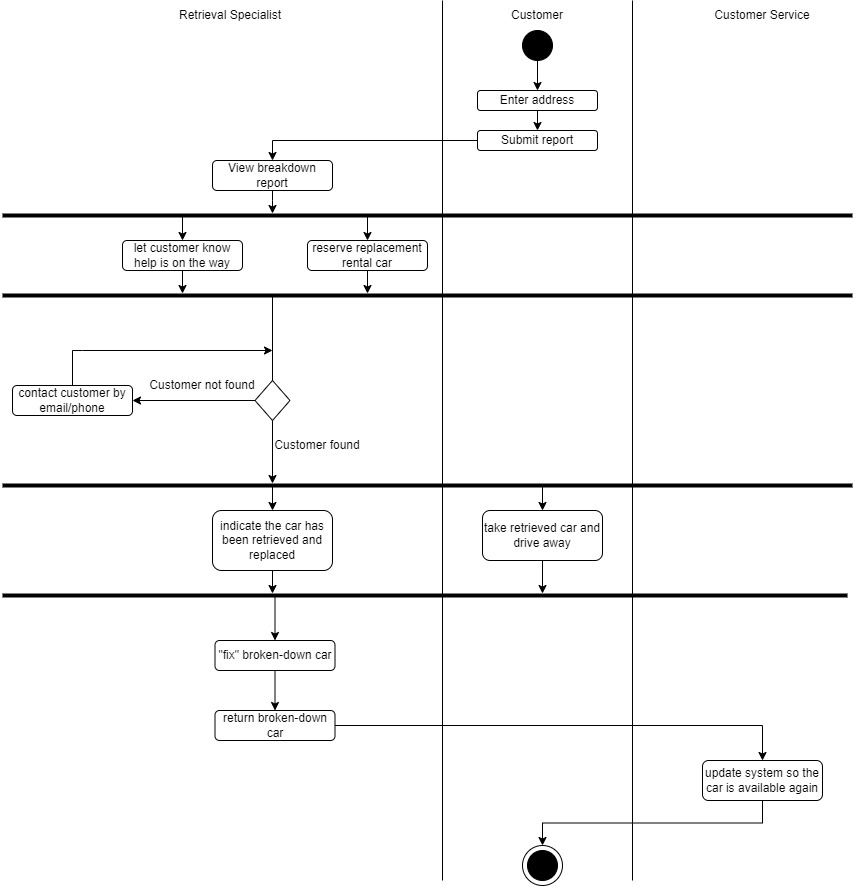 Retrieval Specialist
Customer
Customer Service
Enter address
Submit report
View breakdown
report
let customer know
help is on the way
reserve replacement
rental car
Customer not found
contact customer by
email/phone
Customer found
indicate the car has
been retrieved and
replaced
take retrieved car and
drive away
"fix" broken-down car
return broken-down
car
update system so the
car is available again